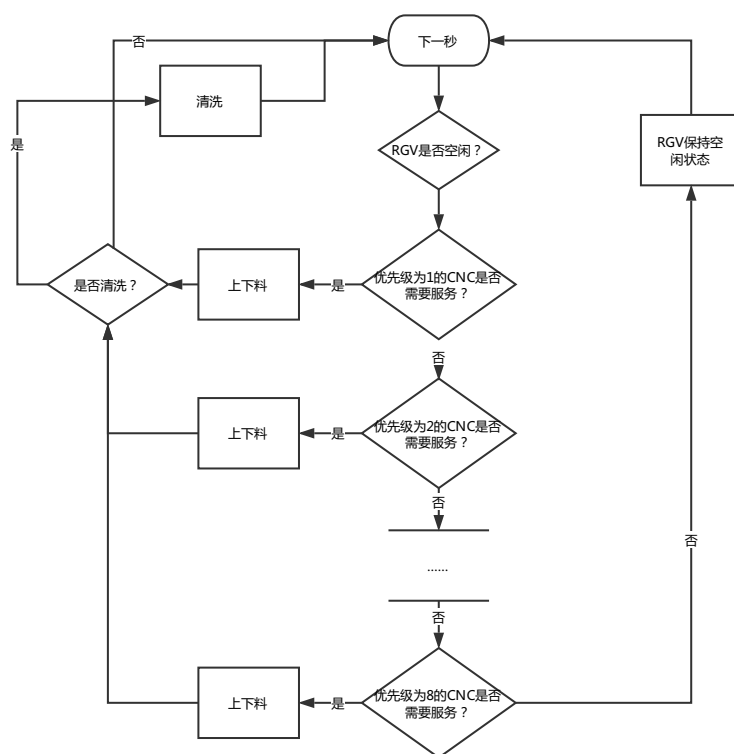 否
下一秒
清洗
RGV保持空
闲状态
是
RGV是否空闲？
是否清洗？
上下料
是
优先级为1的CNC是否
需要服务？
否
上下料
是
优先级为2的CNC是否
需要服务？
否
否
......
否
上下料
是
优先级为8的CNC是否
需要服务？